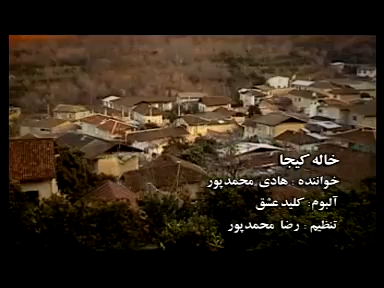 خاله کیجا
خواننده : هادی محمدپور
آلبوم: کلید عشق
تنظیم : رضا محمدپور